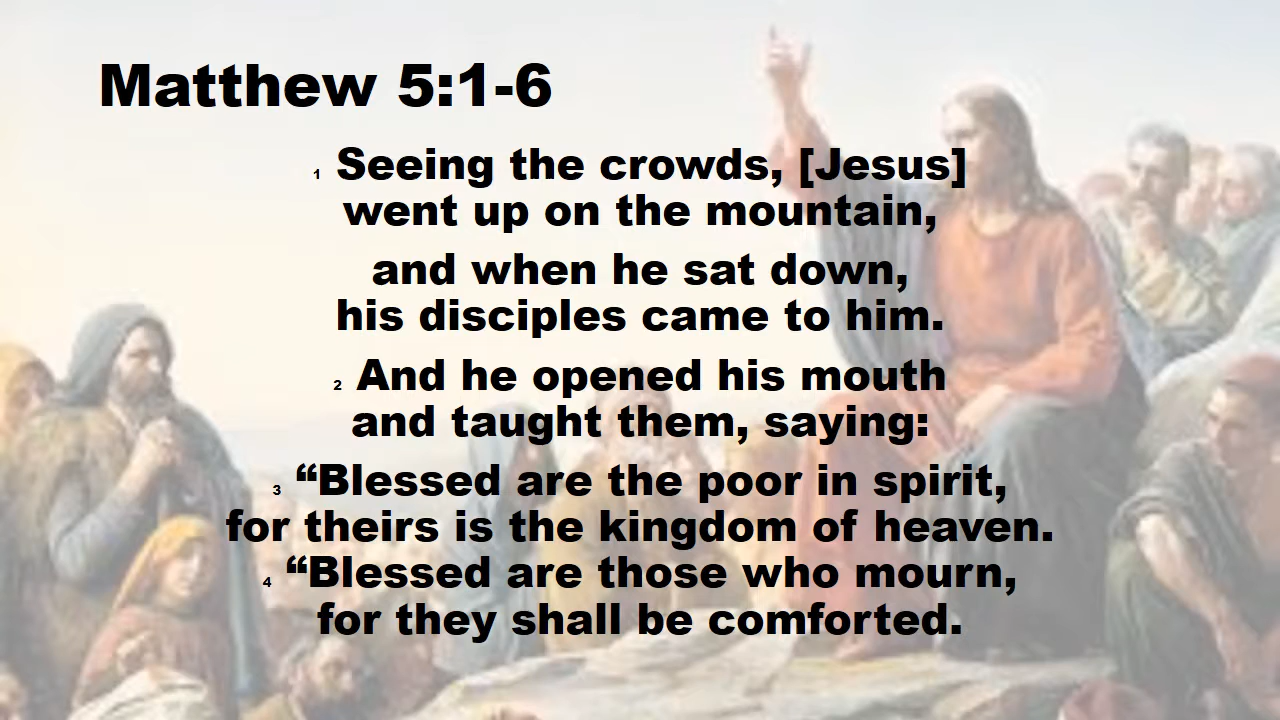 Matthew 5:1-6
1 Seeing the crowds, [Jesus]
went up on the mountain,
and when he sat down,
his disciples came to him.
2 And he opened his mouth
and taught them, saying:
3 “Blessed are the poor in spirit,
for theirs is the kingdom of heaven.
4 “Blessed are those who mourn,
for they shall be comforted.